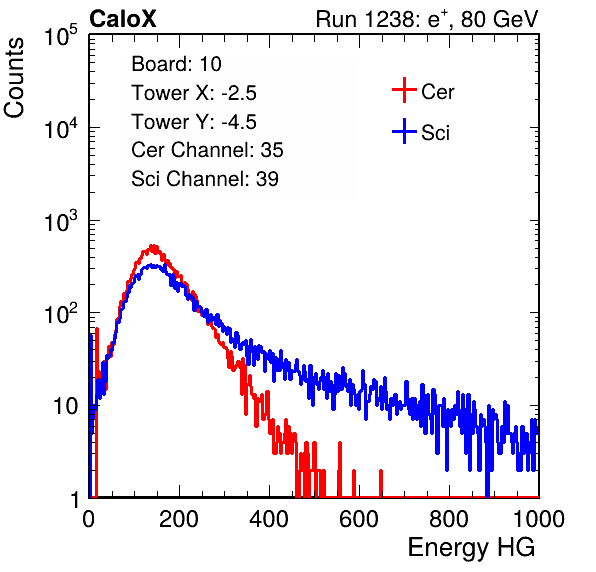 CaloX Run 1238: e⁺, 80 GeV
Counts
Board: 10
Tower X: -2.5
Tower Y: -4.5
Cer Channel: 35
Sci Channel: 39
Cer
Sci
10⁵
10⁴
10³
10²
10
1
0 200 400 600 800 1000
Energy HG